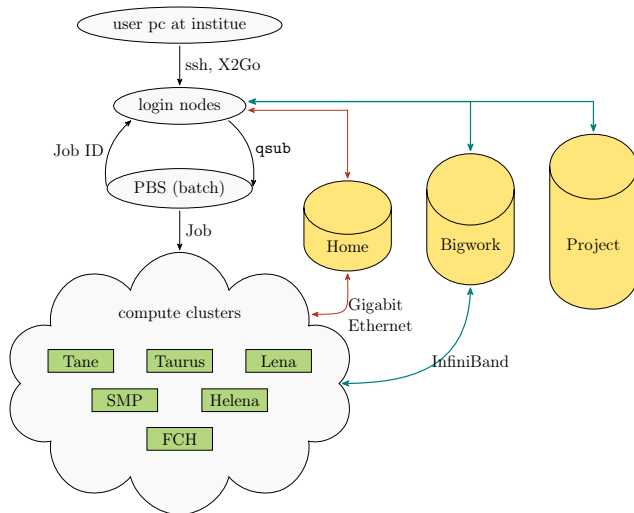 user pc at institue
ssh, X2Go
login nodes
Job ID
qsub
PBS (batch)
Job
Home
Bigwork
Project
Gigabit
Ethernet
compute clusters
InfiniBand
Tane
Taurus
Lena
SMP
Helena
FCH